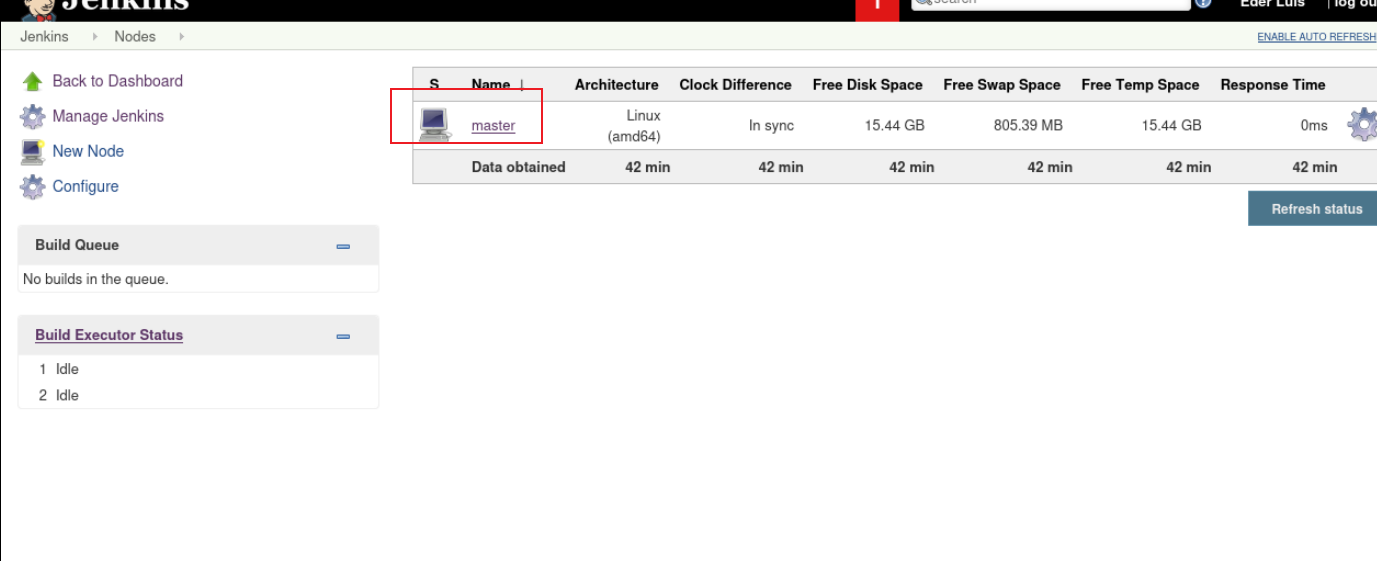 Jenkins
search
Eder Luis | log ou
Jenkins Nodes
ENABLE AUTO REFRESH
Back to Dashboard
Manage Jenkins
New Node
Configure
Build Queue
No builds in the queue.
Build Executor Status
1 Idle
2 Idle
S Name ↓ Architecture Clock Difference Free Disk Space Free Swap Space Free Temp Space Response Time
master Linux (amd64) In sync 15.44 GB 805.39 MB 15.44 GB 0ms
Data obtained 42 min 42 min 42 min 42 min 42 min 42 min
Refresh status